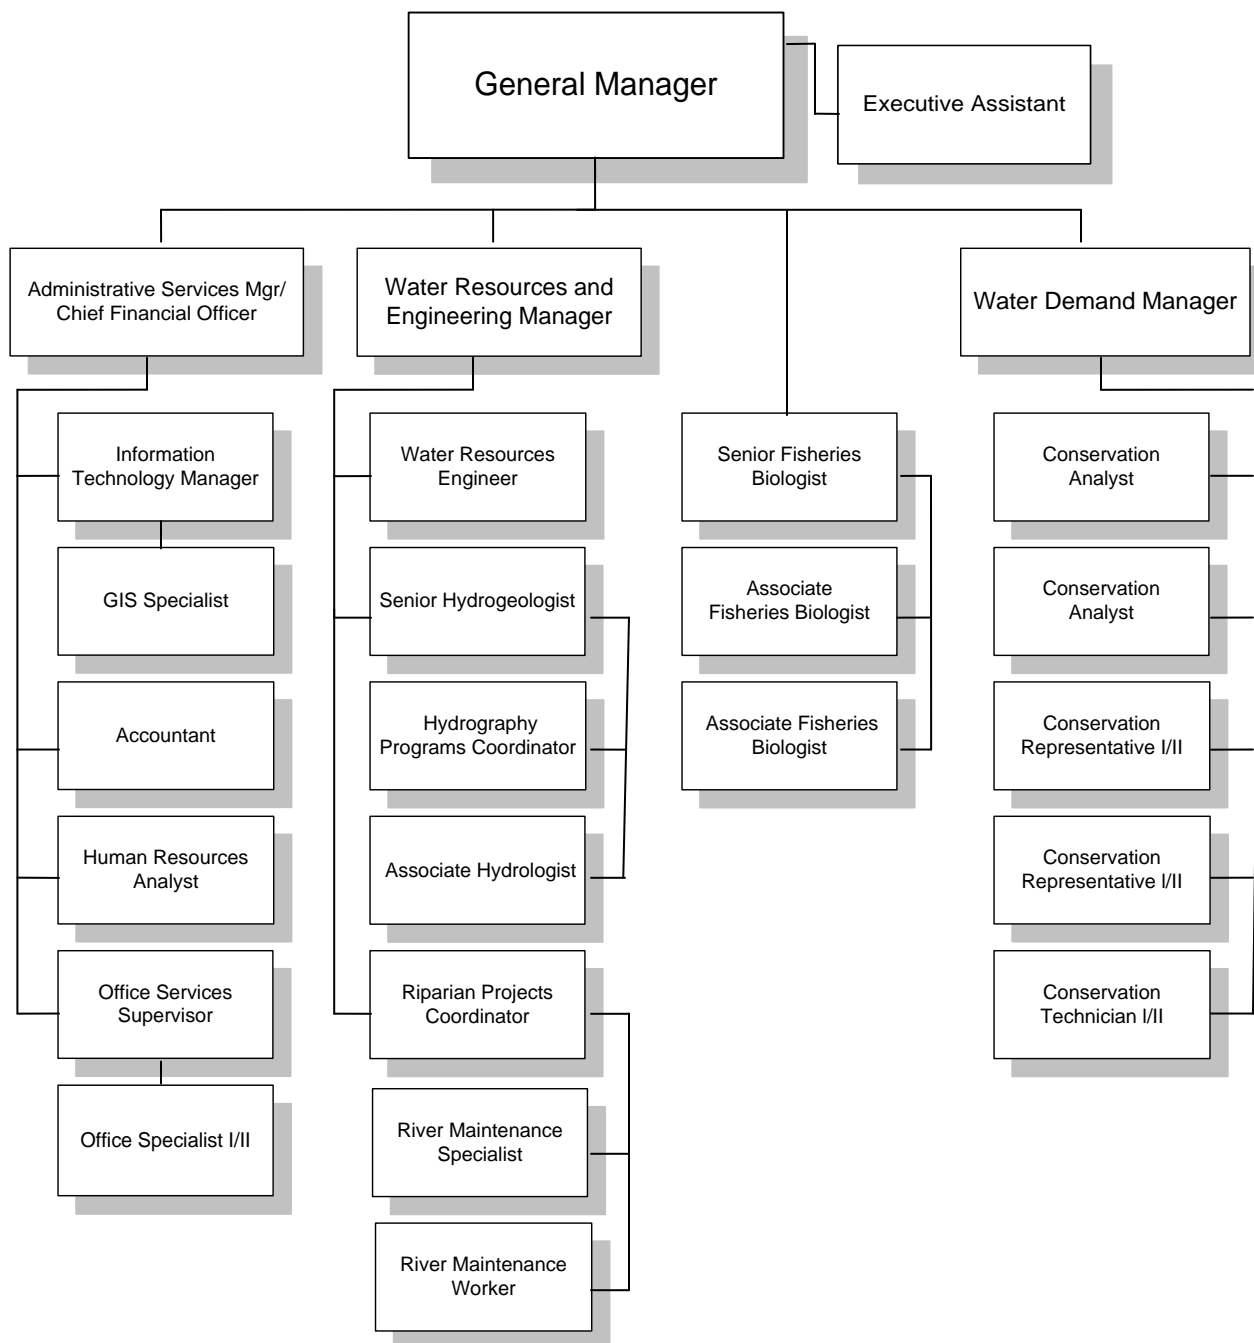 General Manager
Executive Assistant
Administrative Services Mgr/
Chief Financial Officer
Water Resources and
Engineering Manager
Water Demand Manager
Information
Technology Manager
GIS Specialist
Accountant
Human Resources
Analyst
Office Services
Supervisor
Office Specialist I/II
Water Resources
Engineer
Senior Hydrogeologist
Hydrography
Programs Coordinator
Associate Hydrologist
Riparian Projects
Coordinator
River Maintenance
Specialist
River Maintenance
Worker
Senior Fisheries
Biologist
Associate
Fisheries Biologist
Associate Fisheries
Biologist
Conservation
Analyst
Conservation
Analyst
Conservation
Representative I/II
Conservation
Representative I/II
Conservation
Technician I/II